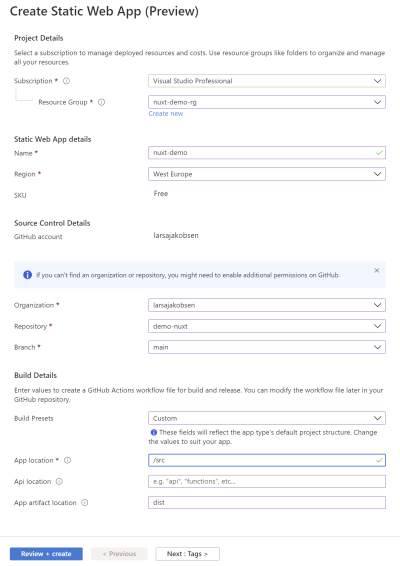 Create Static Web App (Preview)
Project Details
Select a subscription to manage deployed resources and costs. Use resource groups like folders to organize and manage
all your resources.
Subscription *
Visual Studio Professional
Resource Group *
nuxt-demo-rg
Create new
Static Web App details
Name *
nuxt-demo
Region *
West Europe
SKU
Free
Source Control Details
GitHub account
larsajakobsen
If you can't find an organization or repository, you might need to enable additional permissions on GitHub.
Organization *
larsajakobsen
Repository *
demo-nuxt
Branch *
main
Build Details
Enter values to create a GitHub Actions workflow file for build and release. You can modify the workflow file later in your
GitHub repository.
Build Presets
Custom
These fields will reflect the app type's default project structure. Change
the values to suit your app.
App location *
/src
Api location
e.g. "api", "functions", etc...
App artifact location
dist
Review + create
< Previous
Next : Tags >